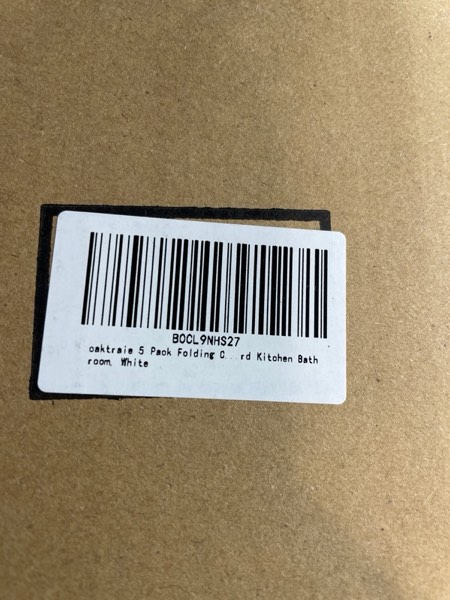 B0CL9NHS27
oaktraie 5 Pack Folding C...rd Kitchen Bath
room, White